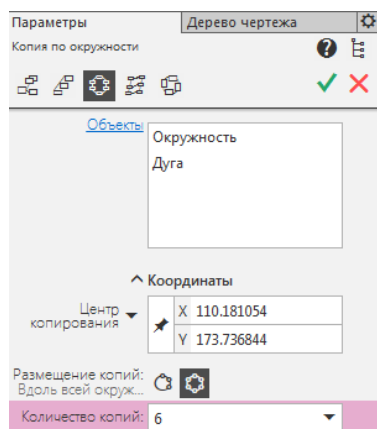 Параметры Дерево чертежа
Копия по окружности
Объекты
Окружность
Дуга
Координаты
Центр копирования
X 110.181054
Y 173.736844
Размещение копий:
Вдоль всей окруж...
Количество копий: 6